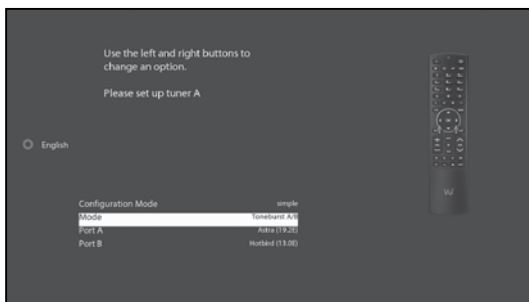 Use the left and right buttons to
change an option.
Please set up tuner A
English
Configuration Mode simple
Mode Toneburst A/B
Port A Astra (19.2E)
Port B Hotbird (13.0E)